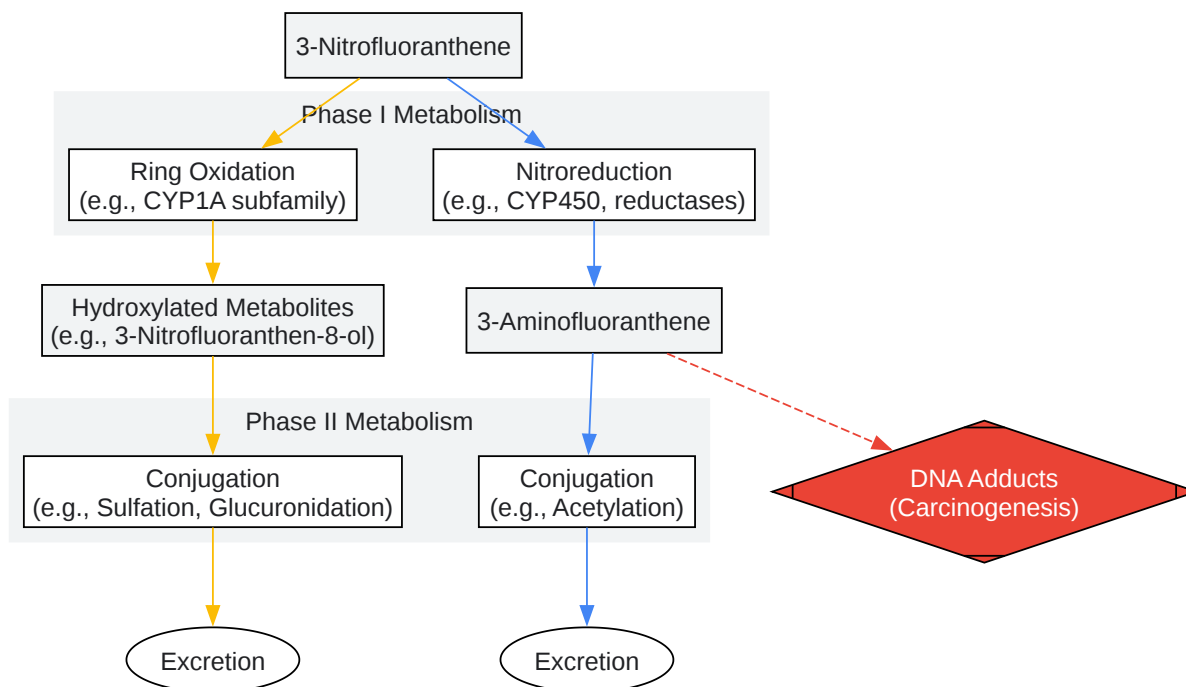 3-Nitrofluoranthene
Phase I Metabolism
Ring Oxidation
(e.g., CYP1A subfamily)
Nitroreduction
(e.g., CYP450, reductases)
Hydroxylated Metabolites
(e.g., 3-Nitrofluoranthen-8-ol)
3-Aminofluoranthene
Phase II Metabolism
Conjugation
(e.g., Sulfation, Glucuronidation)
Conjugation
(e.g., Acetylation)
DNA Adducts
(Carcinogenesis)
Excretion
Excretion